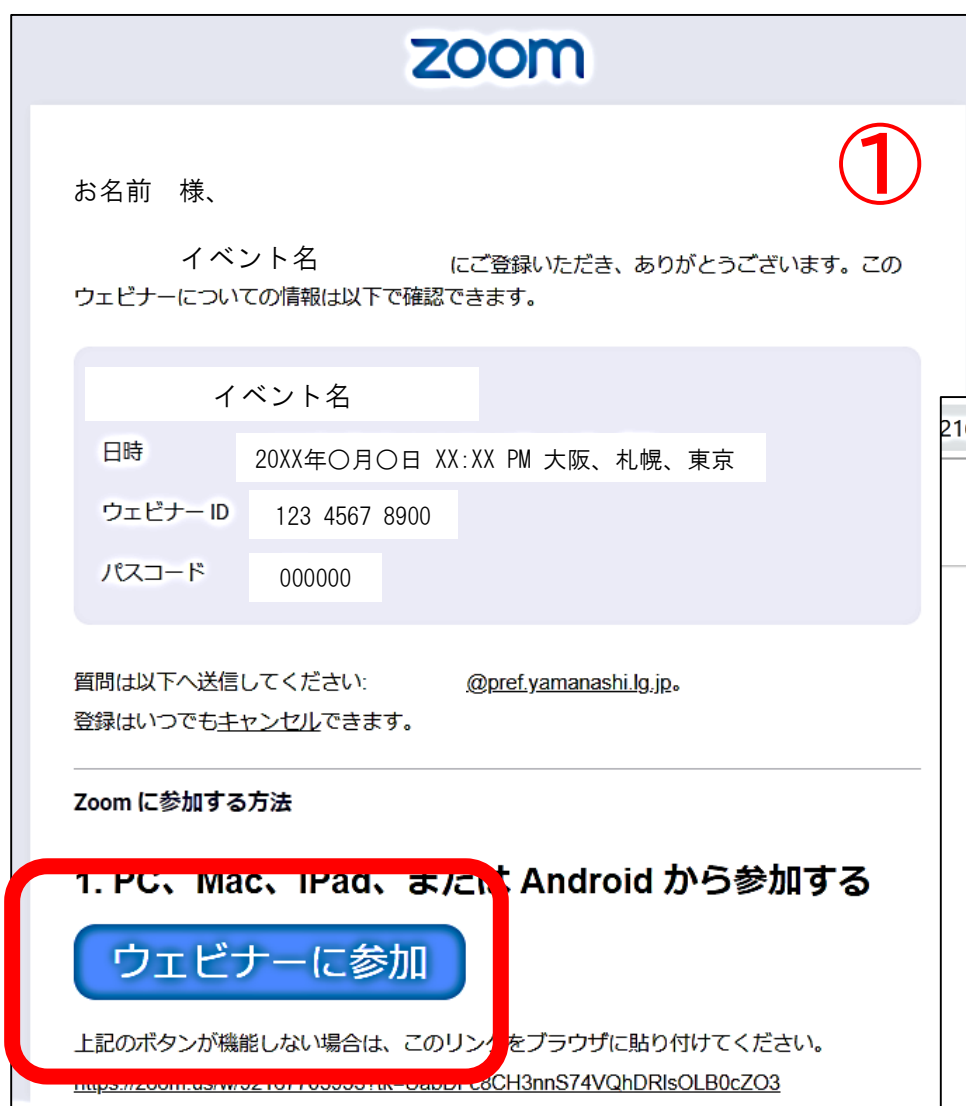 zoom
①
お名前　様、
イベント名 にご登録いただき、ありがとうございます。この
ウェビナーについての情報は以下で確認できます。
イベント名
日時 20XX年〇月〇日 XX:XX PM 大阪、札幌、東京
ウェビナー ID 123 4567 8900
パスコード 000000
216
質問は以下へ送信してください: @pref.yamanashi.lg.jp。
登録はいつでもキャンセルできます。
Zoom に参加する方法
1. PC、Mac、iPad、または Android から参加する
ウェビナーに参加
上記のボタンが機能しない場合は、このリンクをブラウザに貼り付けてください。